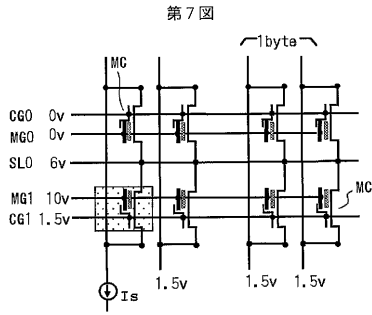 第7図
1byte
MC
CG0 0v
MG0 0v
SL0 6v
MG1 10v
CG1 1.5v
MC
1.5v
1.5v 1.5v
Is